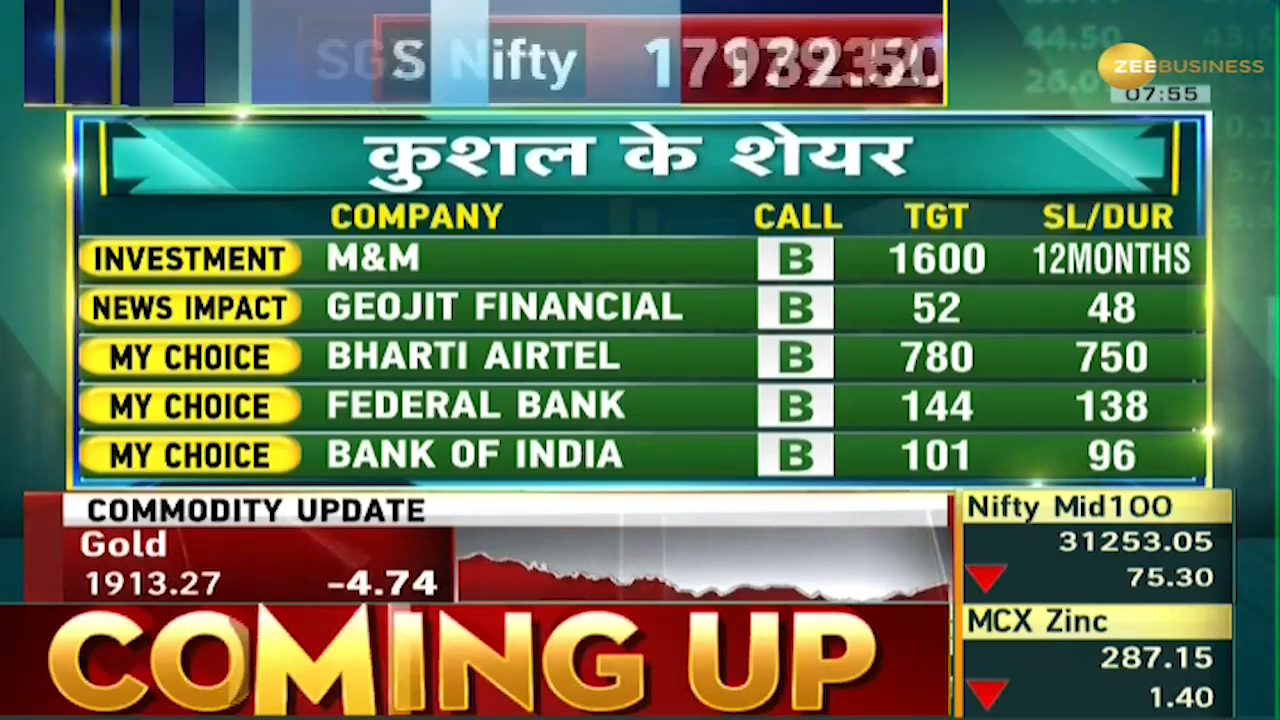 SGS Nifty
ZEEBUSINESS
07:55
कुशल के शेयर
COMPANY CALL TGT SL/DUR
INVESTMENT M&M B 1600 12MONTHS
NEWS IMPACT GEOJIT FINANCIAL B 52 48
MY CHOICE BHARTI AIRTEL B 780 750
MY CHOICE FEDERAL BANK B 144 138
MY CHOICE BANK OF INDIA B 101 96
COMMODITY UPDATE
Gold
1913.27 -4.74
Nifty Mid100
31253.05
75.30
MCX Zinc
287.15
1.40
COMING UP